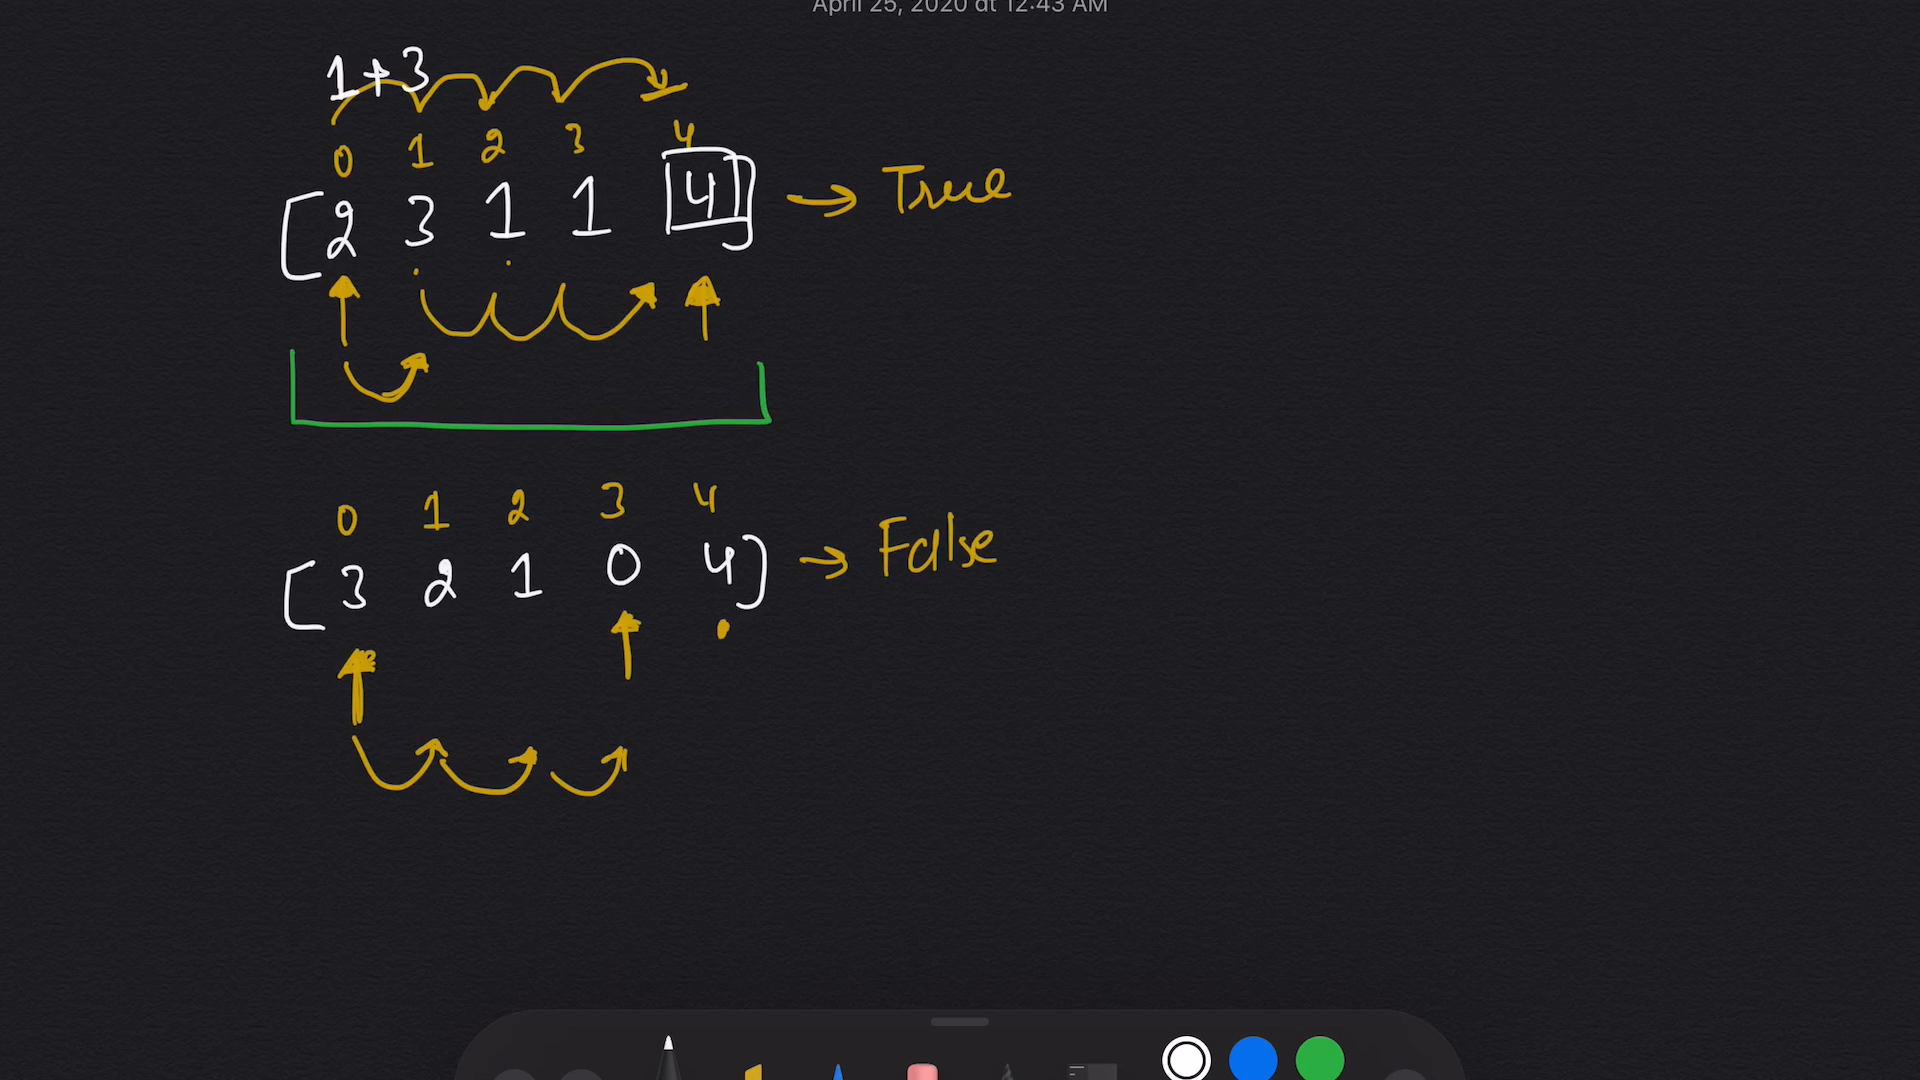 April 25, 2020 at 12:43 AM
1+3
0 1 2 3 4
[2 3 1 1 4] → True
0 1 2 3 4
[3 2 1 0 4] → False